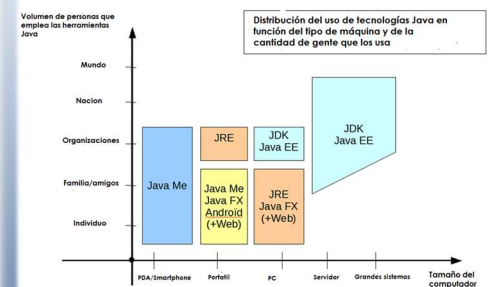 Volumen de personas que
emplea las herramientas
Java
Distribución del uso de tecnologías Java en
función del tipo de máquina y de la
cantidad de gente que los usa
Mundo
Nacion
Organizaciones
Familia/amigos
Individuo
Java Me
JRE
Java Me
Java FX
Androïd
(+Web)
JDK
Java EE
JRE
Java FX
(+Web)
JDK
Java EE
PDA/Smartphone
Portatil
PC
Servidor
Grandes sistemas
Tamaño del
computador